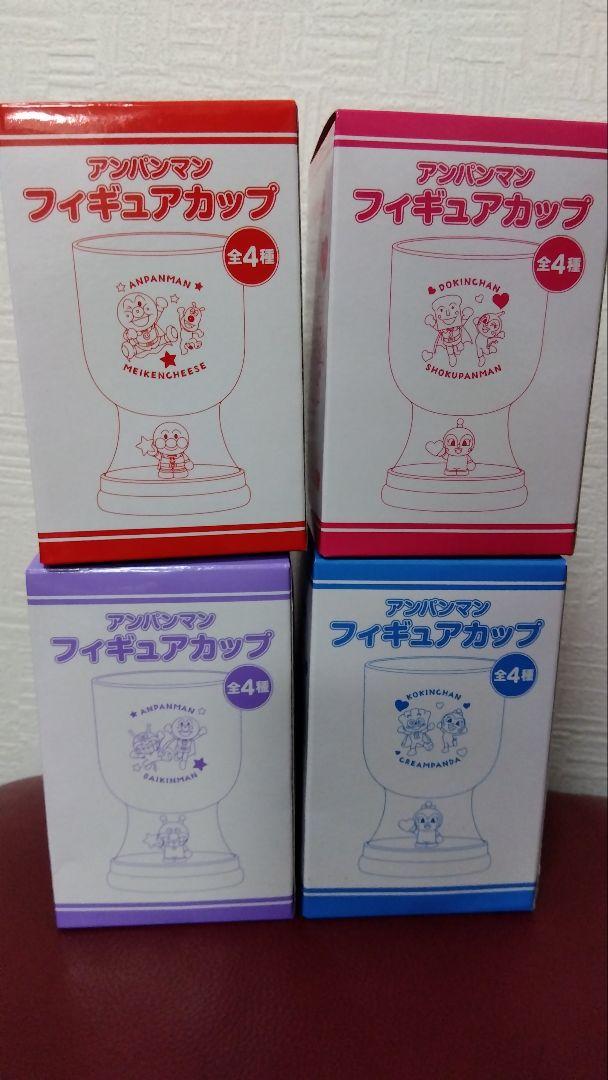 アンパンマン
フィギュアカップ
全4種
ANPANMAN
MEIKENCHEESE
アンパンマン
フィギュアカップ
全4種
DOKINCHAN
SHOKUPANMAN
アンパンマン
フィギュアカップ
全4種
ANPANMAN
BAIKINMAN
アンパンマン
フィギュアカップ
全4種
KOKINCHAN
CREAMPANDA